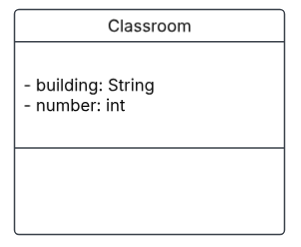 Classroom
- building: String
- number: int